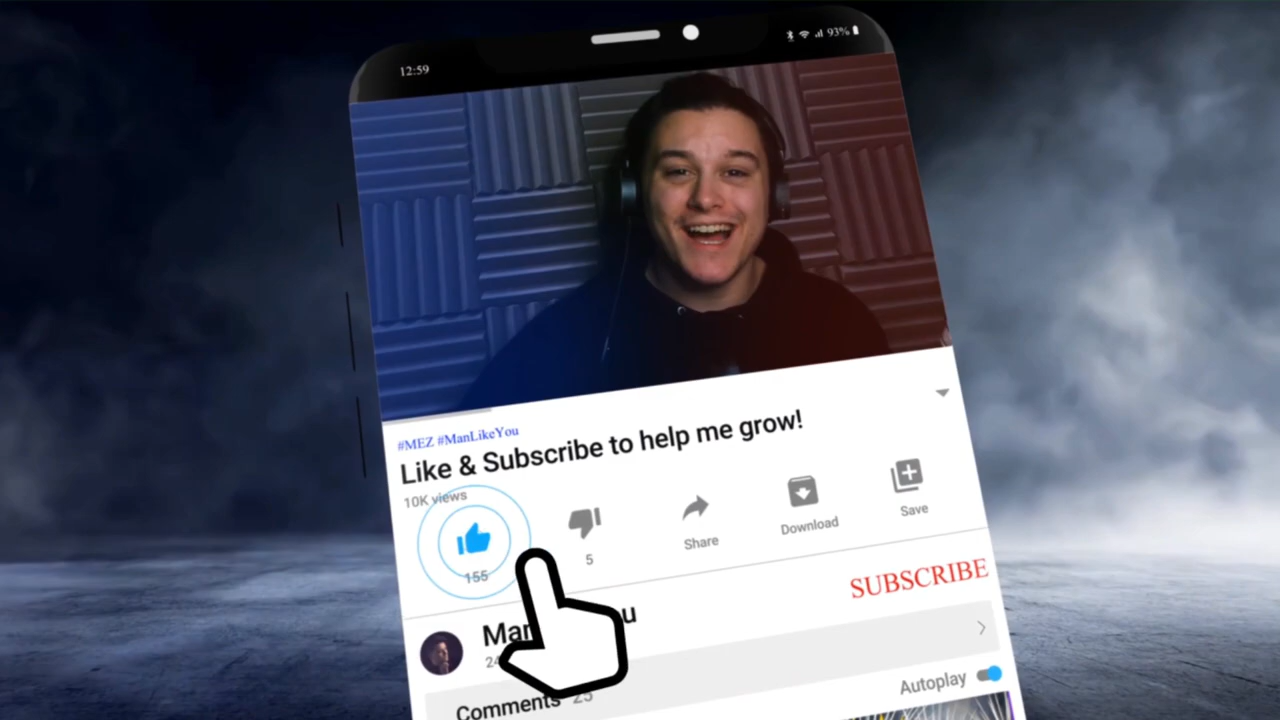 12:59
93%
#MEZ #ManLikeYou
Like & Subscribe to help me grow!
10K views
155
5
Share
Download
Save
SUBSCRIBE
Comments 25
Autoplay